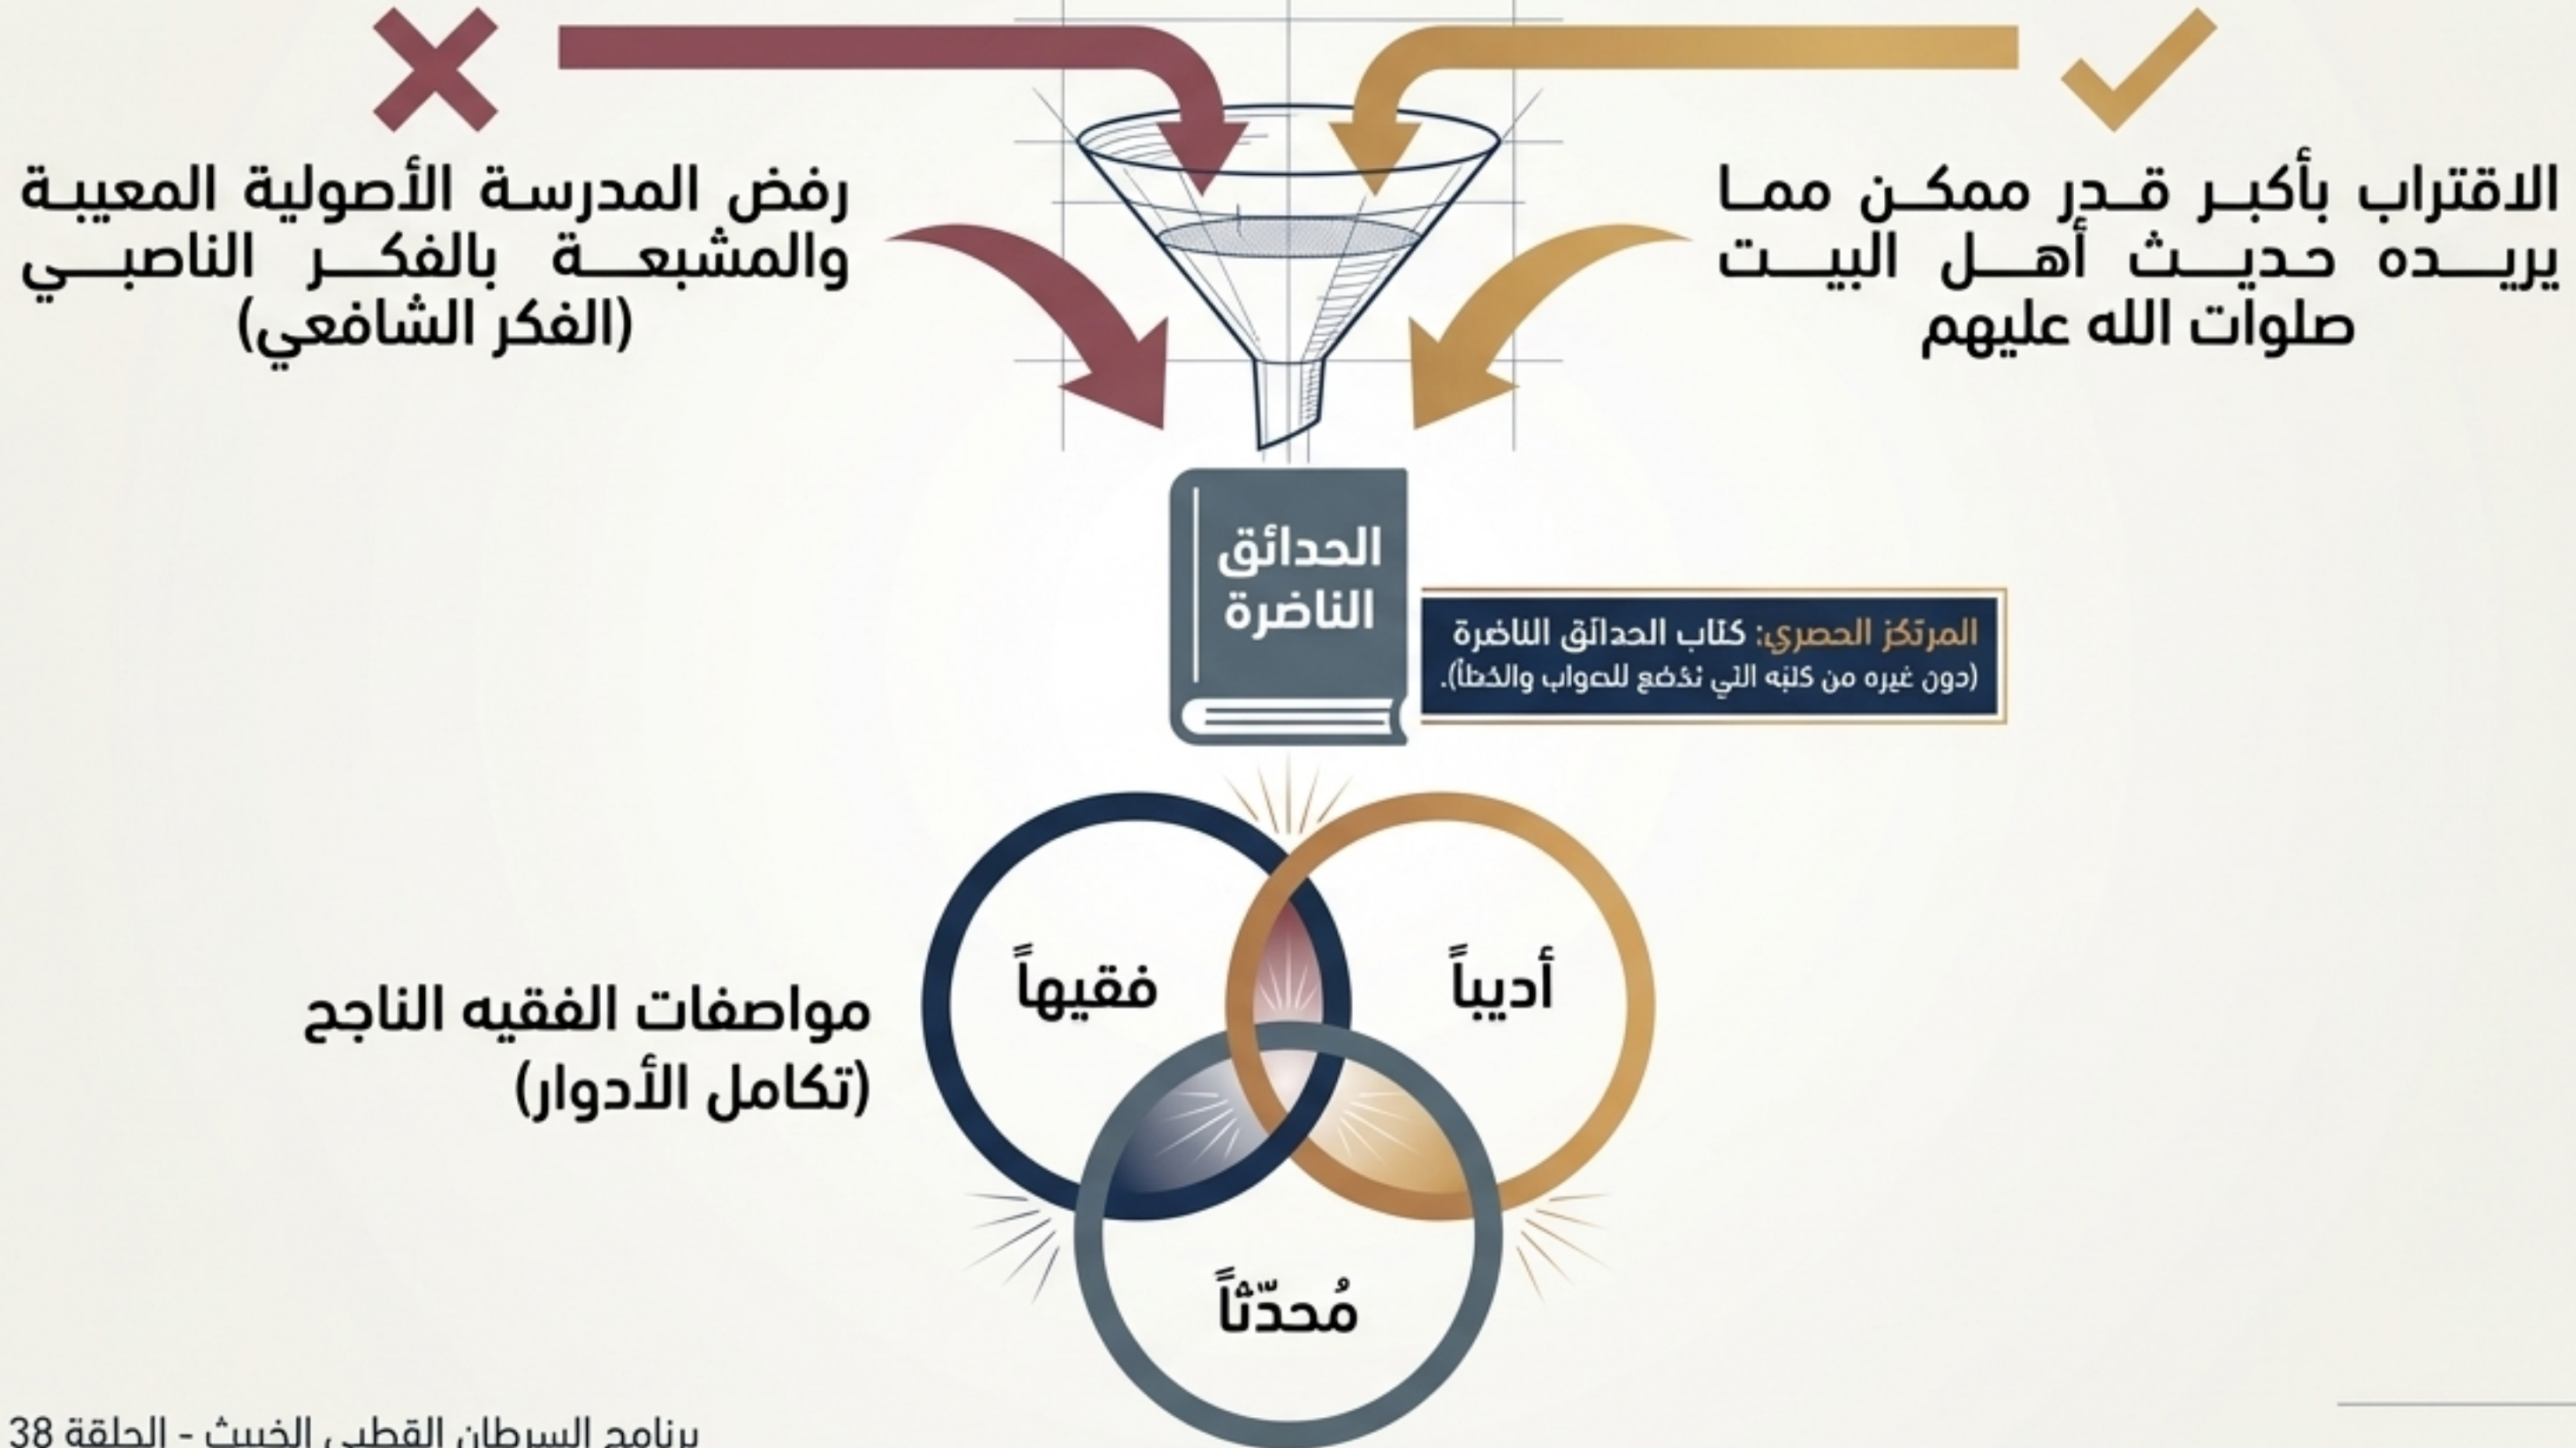 الاقتراب بأكبر قدر ممكن مما
يريده حديث أهل البيت
صلوات الله عليهم
رفض المدرسة الأصولية المعيبة
والمشبعة بالفكر الناصبي
(الفكر الشافعي)
الحدائق
الناضرة
المرتكز الحصري: كتاب الحدائق الناضرة
(دون غيره من كتبه التي تخضع للصواب والخطأ).
أديباً
فقيهاً
مواصفات الفقيه الناجح
(تكامل الأدوار)
مُحدّثاً
برنامج السرطان القطبي الخبيث - الحلقة 38